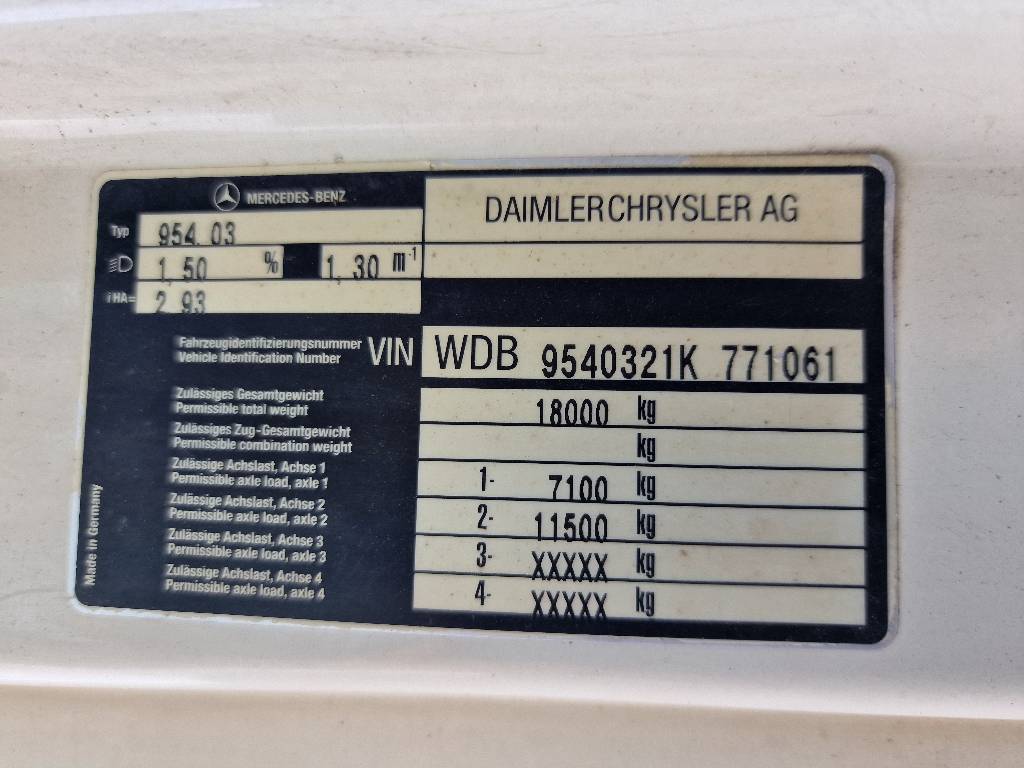 MERCEDES-BENZ
DAIMLERCHRYSLER AG
Typ 954. 03
1, 50 % 1, 30 m-1
i HA= 2, 93
Fahrzeugidentifizierungsnummer
Vehicle Identification Number
VIN WDB 9540321K 771061
Zulässiges Gesamtgewicht
Permissible total weight
18000 kg
Zulässiges Zug-Gesamtgewicht
Permissible combination weight
kg
Zulässige Achslast, Achse 1
Permissible axle load, axle 1
1- 7100 kg
Zulässige Achslast, Achse 2
Permissible axle load, axle 2
2- 11500 kg
Zulässige Achslast, Achse 3
Permissible axle load, axle 3
3- XXXXX kg
Zulässige Achslast, Achse 4
Permissible axle load, axle 4
4- XXXXX kg
Made in Germany